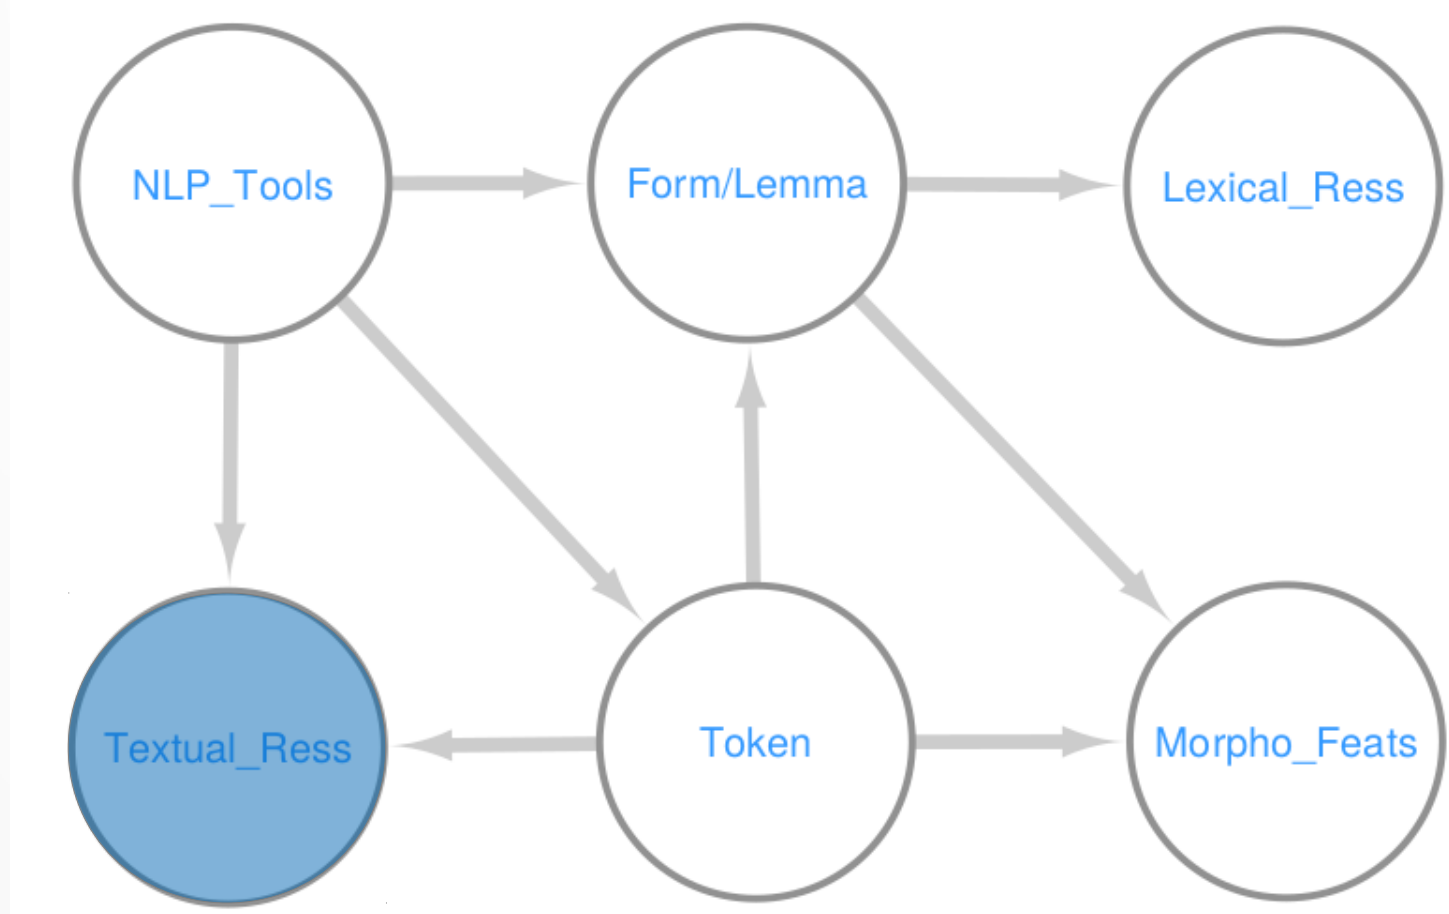 NLP_Tools
Form/Lemma
Lexical_Ress
Textual_Ress
Token
Morpho_Feats